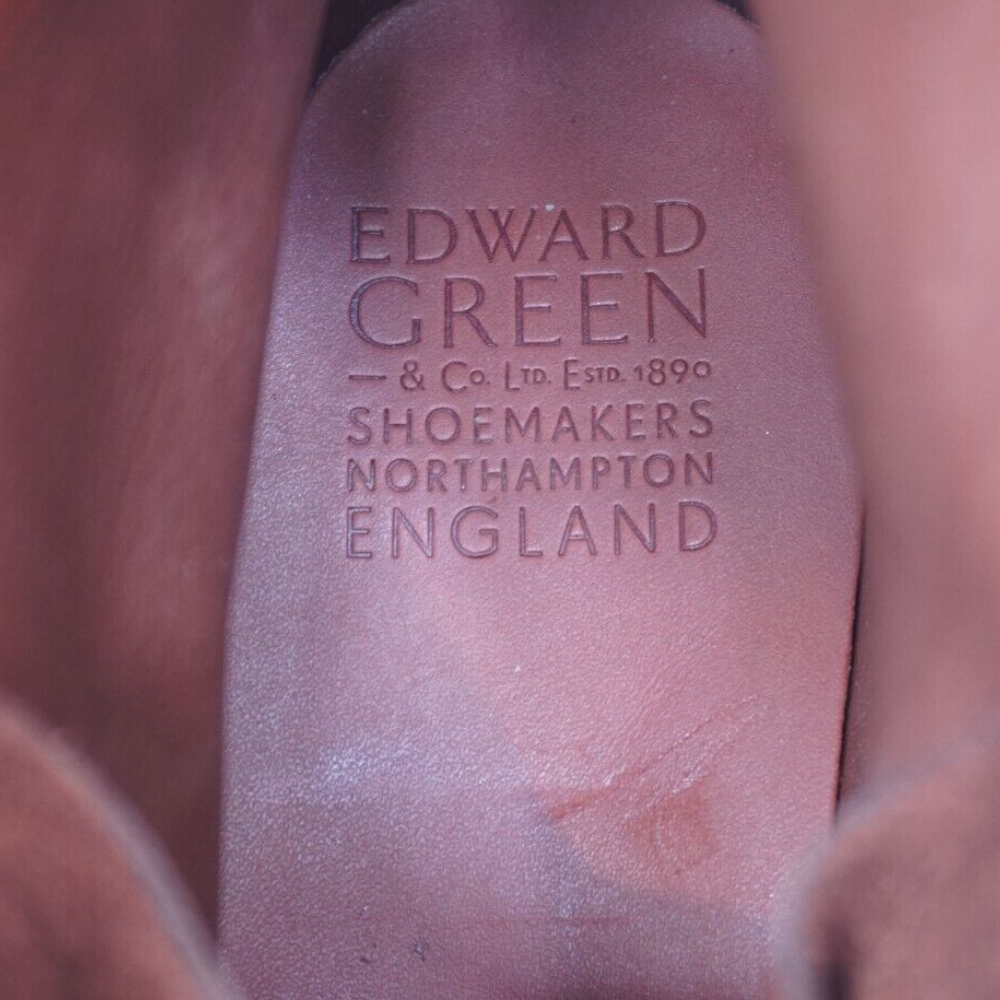 EDWARD
GREEN
— & Co. Ltd. Estd. 1890
SHOEMAKERS
NORTHAMPTON
ENGLAND